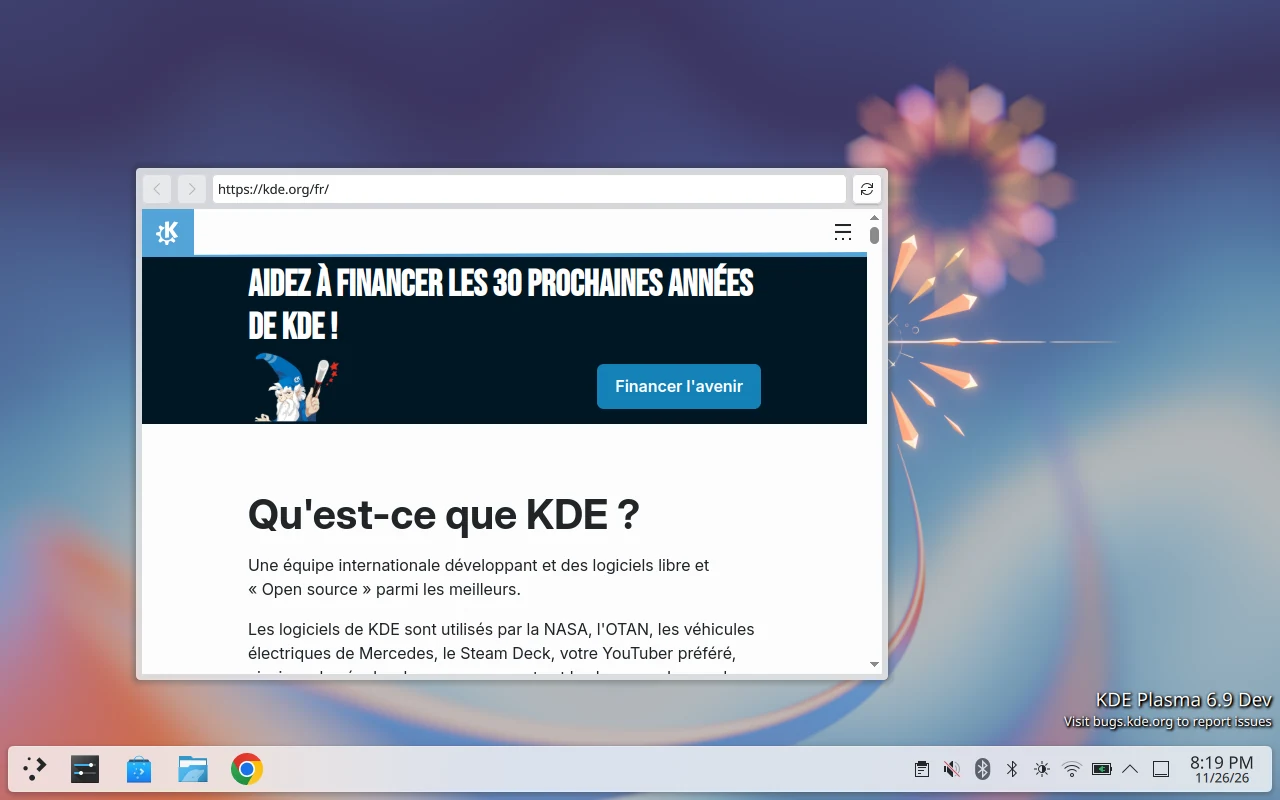 https://kde.org/fr/
AIDEZ À FINANCER LES 30 PROCHAINES ANNÉES
DE KDE !
Financer l'avenir
Qu'est-ce que KDE ?
Une équipe internationale développant et des logiciels libre et
« Open source » parmi les meilleurs.
Les logiciels de KDE sont utilisés par la NASA, l'OTAN, les véhicules
électriques de Mercedes, le Steam Deck, votre YouTuber préféré,
KDE Plasma 6.9 Dev
Visit bugs.kde.org to report issues
8:19 PM
11/26/26